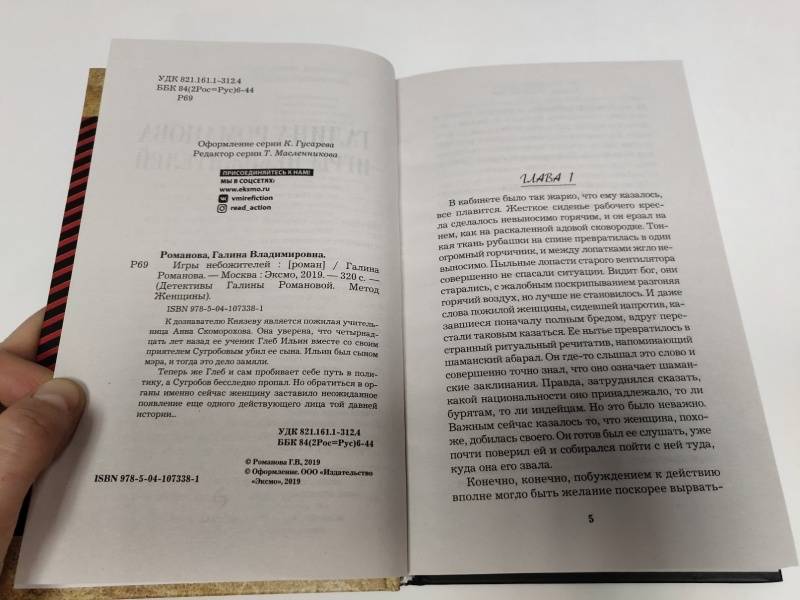 УДК 821.161.1-312.4
ББК 84(2Рос=Рус)6-44
Р69
Оформление серии К. Гусарева
Редактор серии Т. Масленникова
ПРИСОЕДИНЯЙТЕСЬ К НАМ!
МЫ В СОЦСЕТЯХ:
www.eksmo.ru
vmirefiction
read_action
Романова, Галина Владимировна.
Р69 Игры небожителей : [роман] / Галина
Романова. — Москва : Эксмо, 2019. — 320 с. —
(Детективы Галины Романовой. Метод
Женщины).
ISBN 978-5-04-107338-1
К дознавателю Князеву является пожилая учитель-
ница Анна Скоморохова. Она уверена, что четырнад-
цать лет назад ее ученик Глеб Ильин вместе со своим
приятелем Сугробовым убил ее сына. Ильин был сыном
мэра, и тогда это дело замяли.
Теперь же Глеб и сам пробивает себе путь в поли-
тику, а Сугробов бесследно пропал. Но обратиться в ор-
ганы именно сейчас женщину заставило неожиданное
появление еще одного действующего лица той давней
истории...
УДК 821.161.1-312.4
ББК 84(2Рос=Рус)6-44
© Романова Г.В., 2019
© Оформление. ООО «Издательство
«Эксмо», 2019
ISBN 978-5-04-107338-1
ГЛАВА 1
В кабинете было так жарко, что ему казалось,
все плавится. Жесткое сиденье рабочего крес-
ла сделалось невыносимо горячим, и он ерзал на
нем, как на раскаленной адовой сковородке. Тон-
кая ткань рубашки на спине превратилась в один
огромный горчичник, и между лопатками жгло не-
выносимо. Пыльные лопасти старого вентилятора
совершенно не спасали ситуации. Видит бог, они
старались, с жалобным поскрипыванием разгоняя
горячий воздух, но лучше не становилось. И даже
слова пожилой женщины, сидевшей напротив, ка-
завшиеся поначалу полным бредом, вдруг пере-
стали таковым казаться. Ее нытье превратилось в
странный ритуальный речитатив, напоминающий
шаманский абарал. Он где-то слышал это слово и
совершенно точно знал, что оно означает шаман-
ские заклинания. Правда, затруднялся сказать,
какой национальности оно принадлежало, то ли
бурятам, то ли индейцам. Но это было неважно.
Важным сейчас казалось то, что женщина, похо-
же, добилась своего. Он готов был ее слушать, уже
почти поверил ей и собирался пойти с ней туда,
куда она его звала.
Конечно, конечно, побуждением к действию
вполне могло быть желание поскорее вырвать-
5